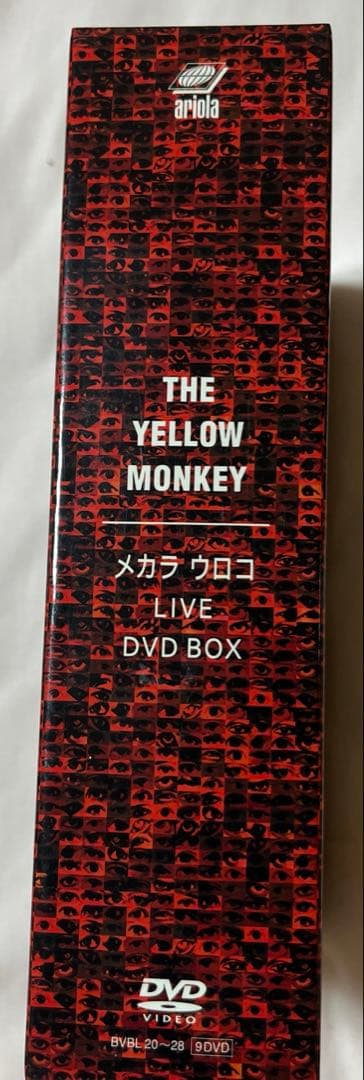 ariola
THE
YELLOW
MONKEY
メカラ ウロコ
LIVE
DVD BOX
DVD
VIDEO
BVBL 20〜28 9DVD